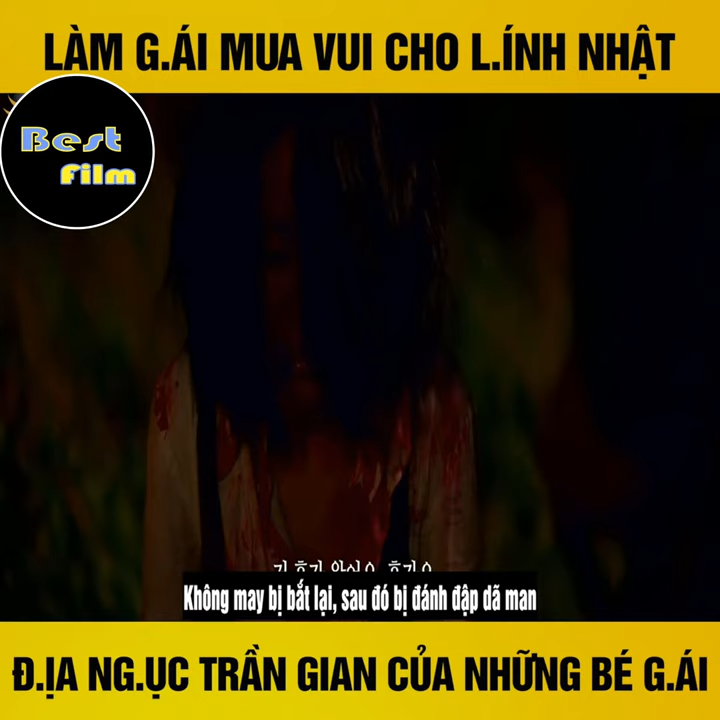 LÀM G.ÁI MUA VUI CHO L.ÍNH NHẬT
Best
Film
Không may bị bắt lại, sau đó bị đánh đập dã man
Đ.ỊA NG.ỤC TRẦN GIAN CỦA NHỮNG BÉ G.ÁI